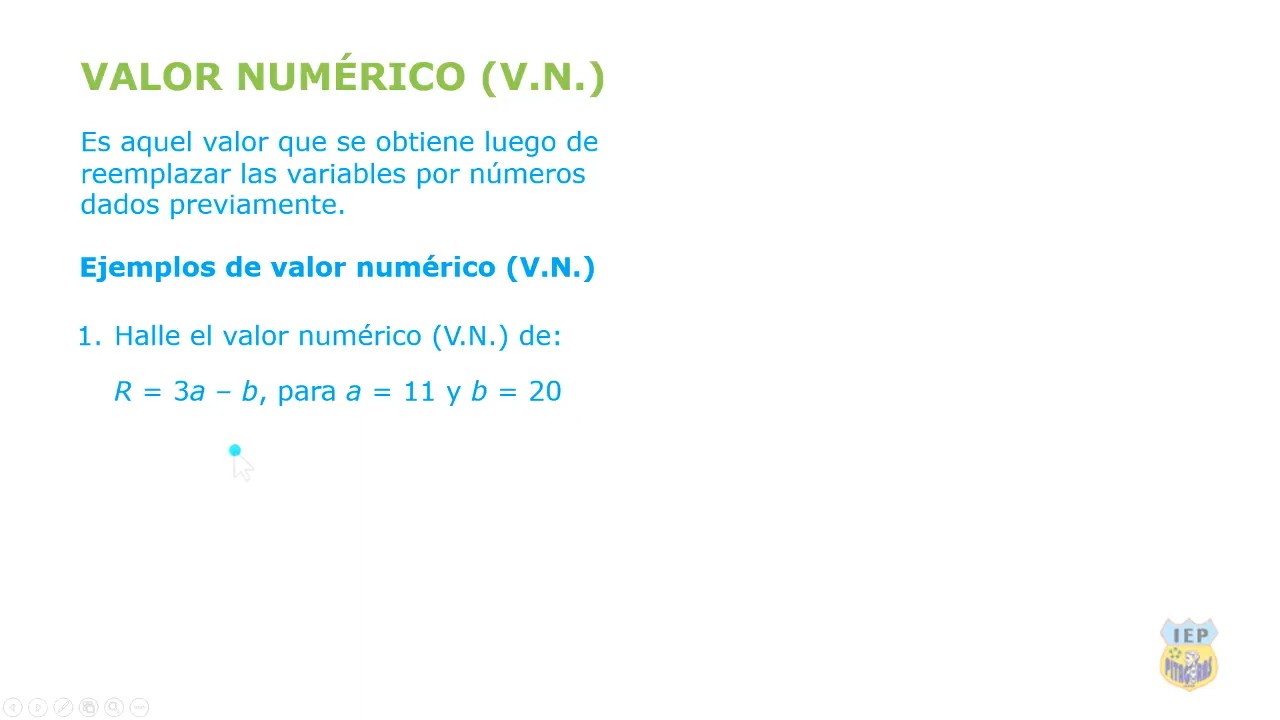 VALOR NUMÉRICO (V.N.)
Es aquel valor que se obtiene luego de
reemplazar las variables por números
dados previamente.
Ejemplos de valor numérico (V.N.)
1. Halle el valor numérico (V.N.) de:
R = 3a – b, para a = 11 y b = 20
IEP
PITAGORAS